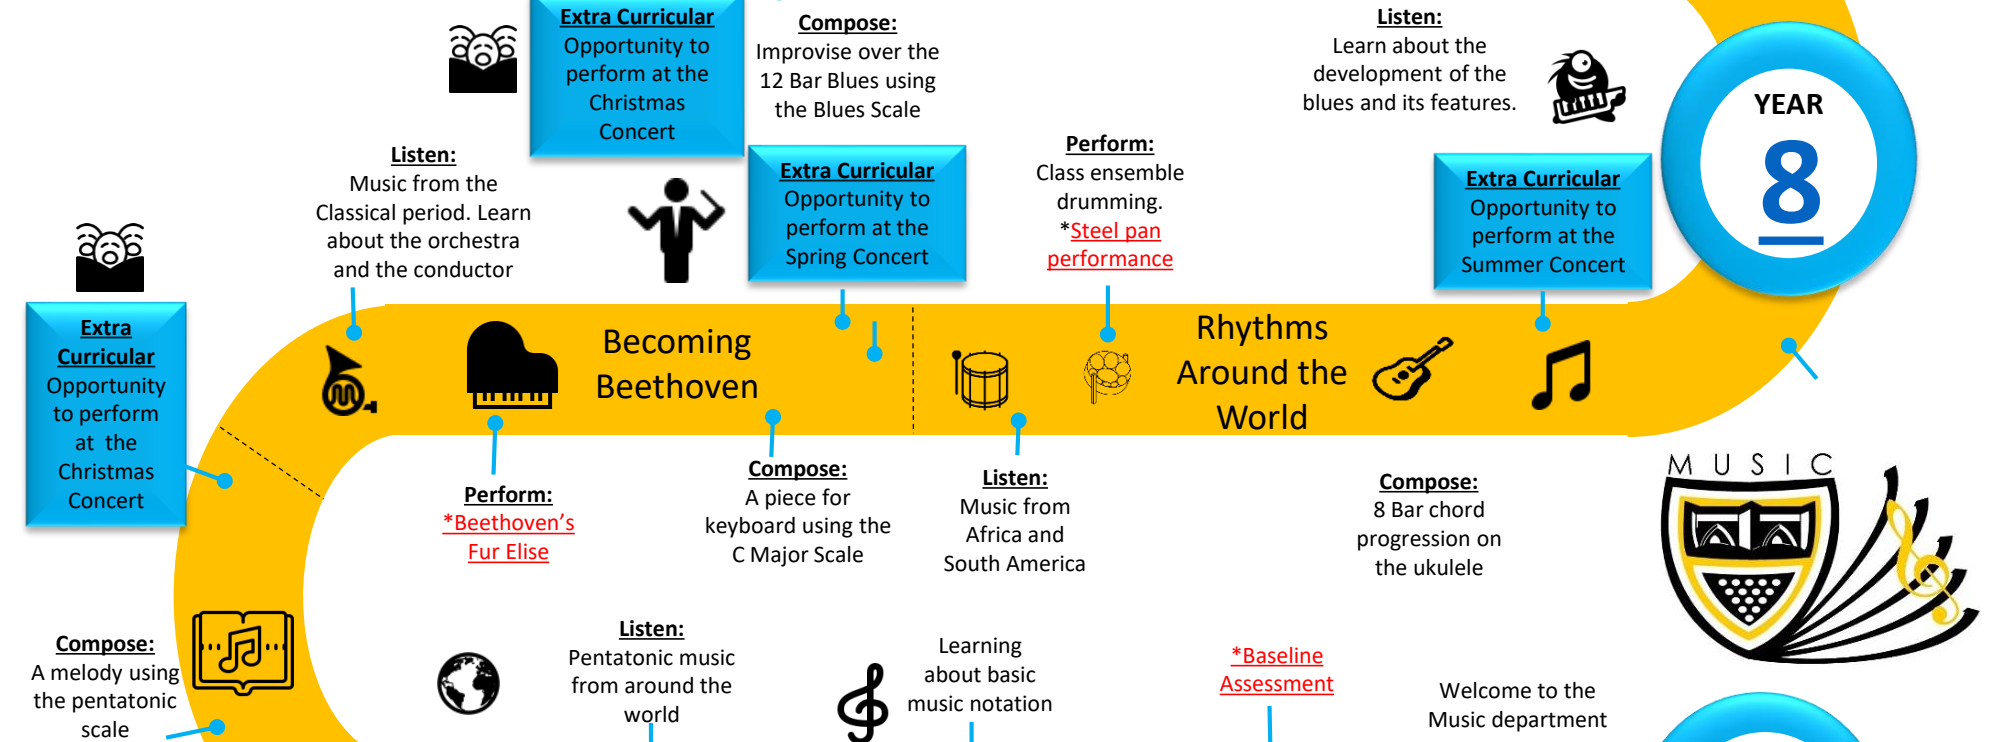 Extra Curricular
Opportunity to
perform at the
Christmas
Concert
Compose:
Improvise over the
12 Bar Blues using
the Blues Scale
Listen:
Learn about the
development of the
blues and its features.
YEAR
8
Listen:
Music from the
Classical period. Learn
about the orchestra
and the conductor
Extra Curricular
Opportunity to
perform at the
Spring Concert
Perform:
Class ensemble
drumming.
*Steel pan
performance
Extra Curricular
Opportunity to
perform at the
Summer Concert
Extra
Curricular
Opportunity
to perform
at the
Christmas
Concert
Becoming
Beethoven
Rhythms
Around the
World
Perform:
*Beethoven's
Fur Elise
Compose:
A piece for
keyboard using the
C Major Scale
Listen:
Music from
Africa and
South America
Compose:
8 Bar chord
progression on
the ukulele
MUSIC
Compose:
A melody using
the pentatonic
scale
Listen:
Pentatonic music
from around the
world
Learning
about basic
music notation
*Baseline
Assessment
Welcome to the
Music department